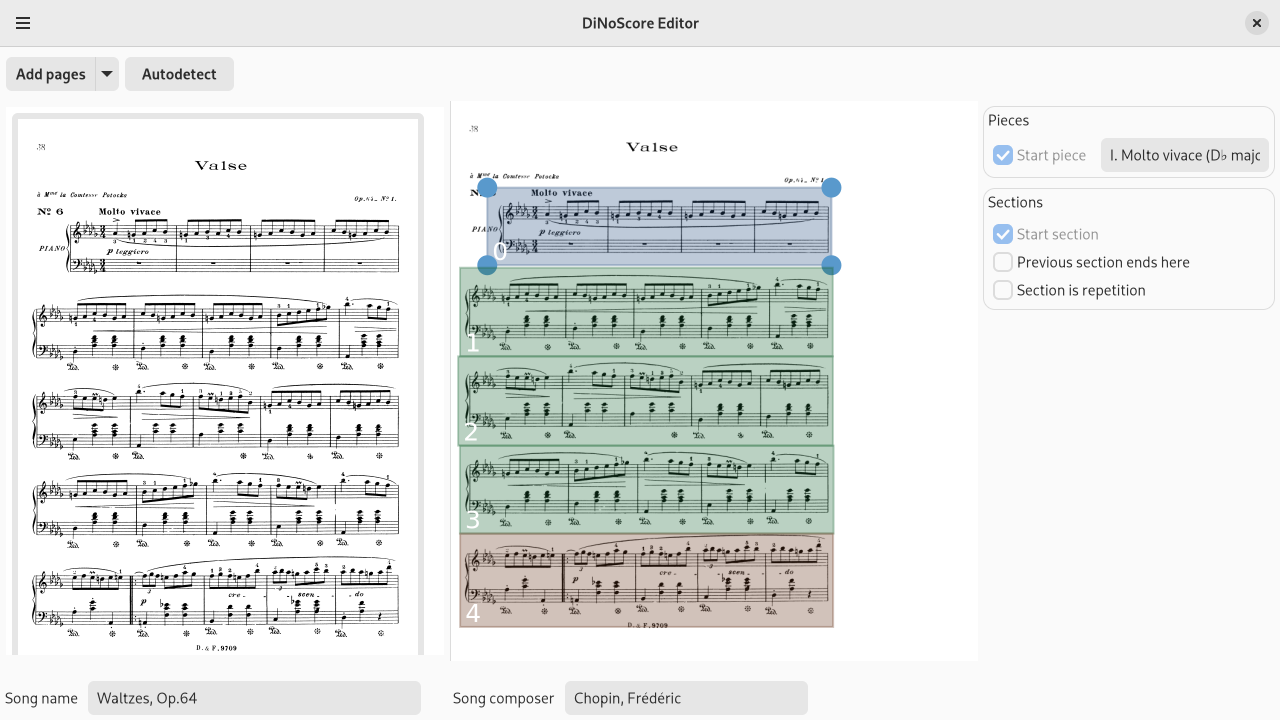 DiNoScore Editor
Add pages
Autodetect
38
Valse
à Mme la Comtesse Potocka
Op. 64_ No 1.
No 6
Molto vivace
PIANO
p leggiero
cre - - scen - - do
p
D. & F. 9709
38
Valse
à Mme la Comtesse Potocka
Op. 64_ No 1.
Molto vivace
PIANO
p leggiero
0
1
2
3
cre - - scen - - do
p
4
D. & F. 9709
Pieces
Start piece
I. Molto vivace (D♭ majo
Sections
Start section
Previous section ends here
Section is repetition
Song name
Waltzes, Op.64
Song composer
Chopin, Frédéric